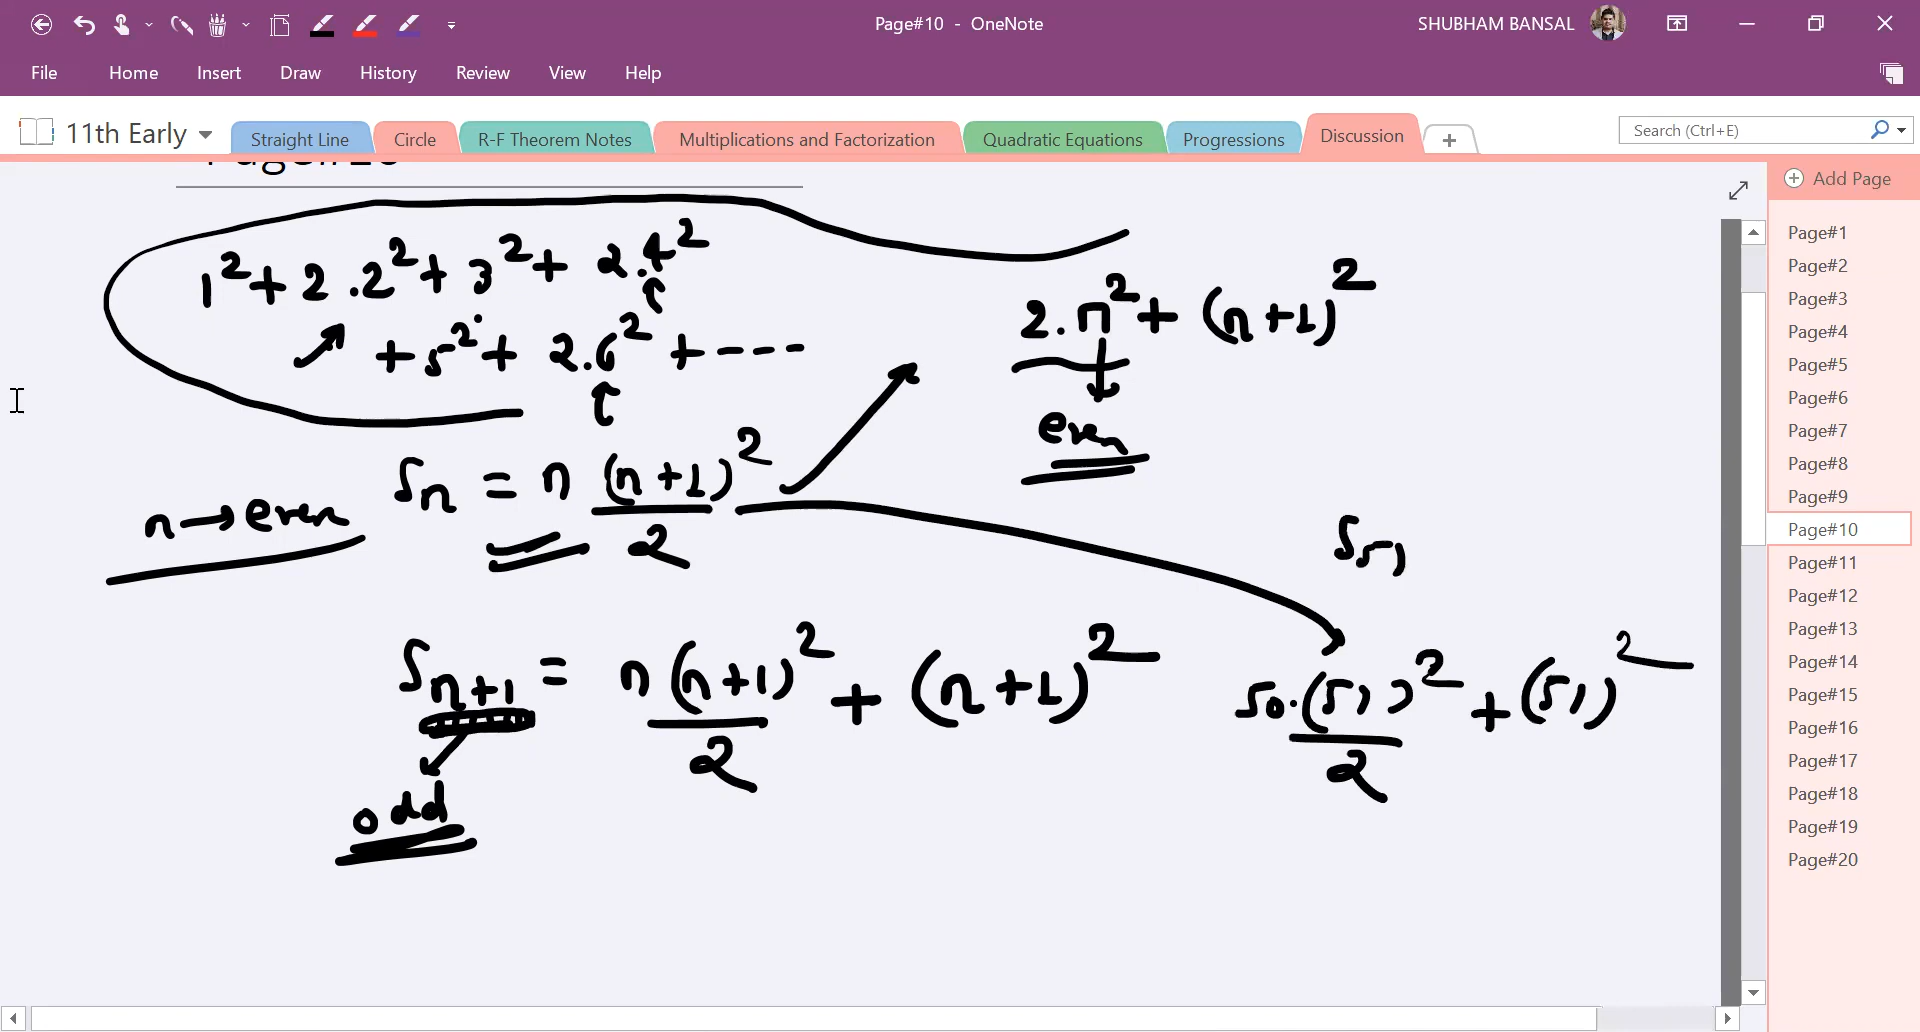 Page#10 - OneNote
SHUBHAM BANSAL
File Home Insert Draw History Review View Help
11th Early
Straight Line Circle R-F Theorem Notes Multiplications and Factorization Quadratic Equations Progressions Discussion
Search (Ctrl+E)
Add Page
Page#1
Page#2
Page#3
Page#4
Page#5
Page#6
Page#7
Page#8
Page#9
Page#10
Page#11
Page#12
Page#13
Page#14
Page#15
Page#16
Page#17
Page#18
Page#19
Page#20
1² + 2.2² + 3² + 2.4²
+ 5² + 2.6² + ----
2.n² + (n+1)²
even
n → even
Sn = n (n+1)² / 2
S51
Sn+1 = n(n+1)² / 2 + (n+1)²
odd
50.(51)² / 2 + (51)²